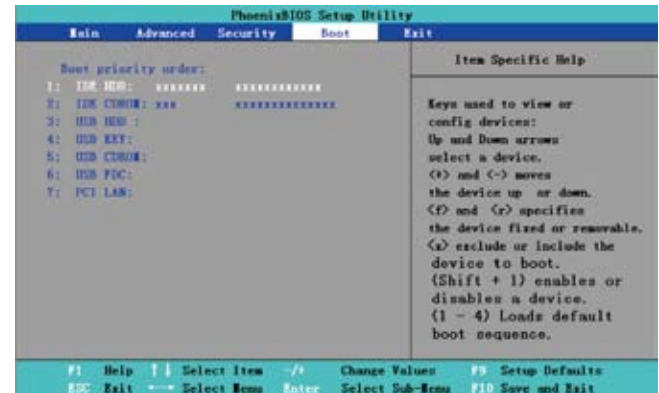 PhoenixBIOS Setup Utility
Main Advanced Security Boot Exit
Boot priority order:
1: IDE HDD: xxxxxxx xxxxxxxxxxxx
2: IDE CDROM: xxx xxxxxxxxxxxxxx
3: USB HDD :
4: USB KEY:
5: USB CDROM:
6: USB FDC:
7: PCI LAN:
Item Specific Help
Keys used to view or
config devices:
Up and Down arrows
select a device.
<+> and <-> moves
the device up or down.
<f> and <r> specifies
the device fixed or removable.
<x> exclude or include the
device to boot.
(Shift + 1) enables or
disables a device.
(1 - 4) Loads default
boot sequence.
F1 Help ↑↓ Select Item -/+ Change Values F9 Setup Defaults
ESC Exit ←→ Select Menu Enter Select Sub-Menu F10 Save and Exit